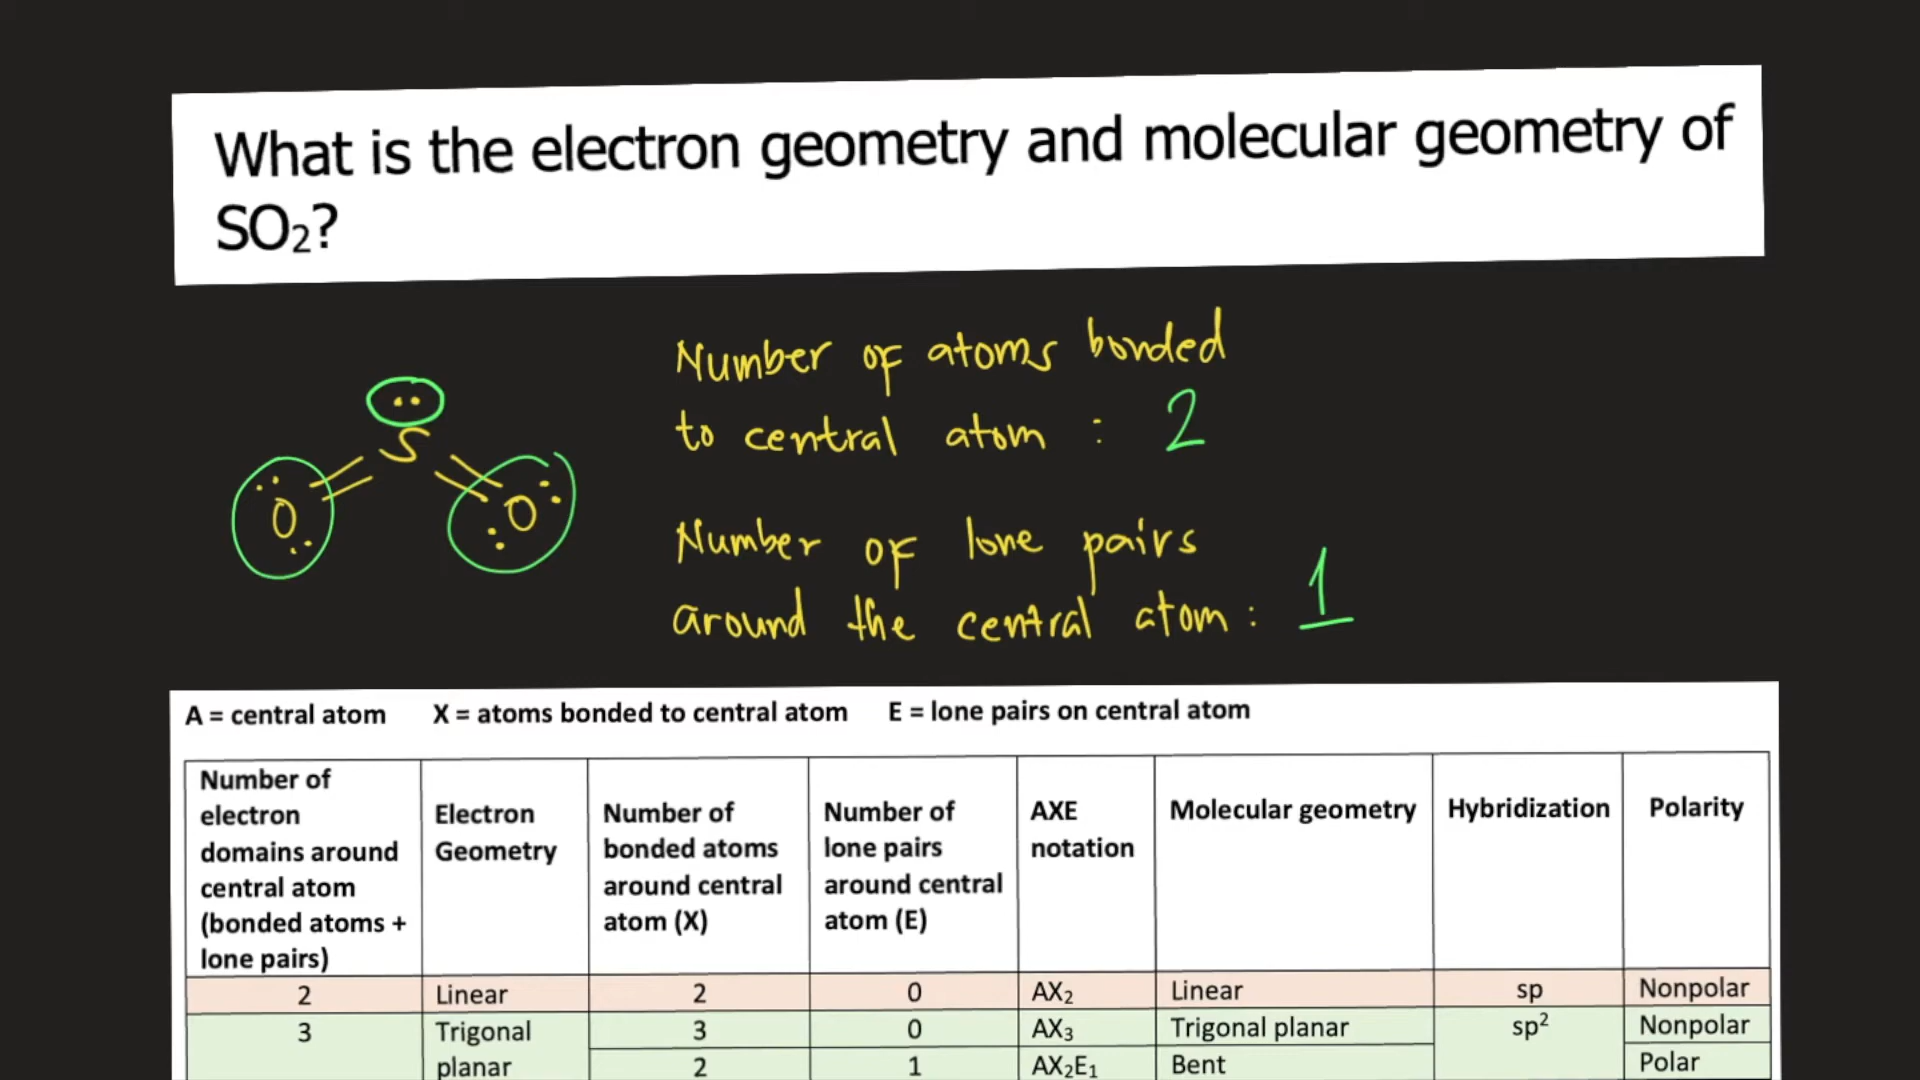 What is the electron geometry and molecular geometry of
SO₂?
Number of atoms bonded
to central atom : 2
S
O
O
Number of lone pairs
around the central atom: 1
A = central atom X = atoms bonded to central atom E = lone pairs on central atom
Number of
electron
domains around
central atom
(bonded atoms +
lone pairs)
Electron
Geometry
Number of
bonded atoms
around central
atom (X)
Number of
lone pairs
around central
atom (E)
AXE
notation
Molecular geometry
Hybridization
Polarity
2 Linear 2 0 AX₂ Linear sp Nonpolar
3 Trigonal 3 0 AX₃ Trigonal planar sp² Nonpolar
planar 2 1 AX₂E₁ Bent Polar